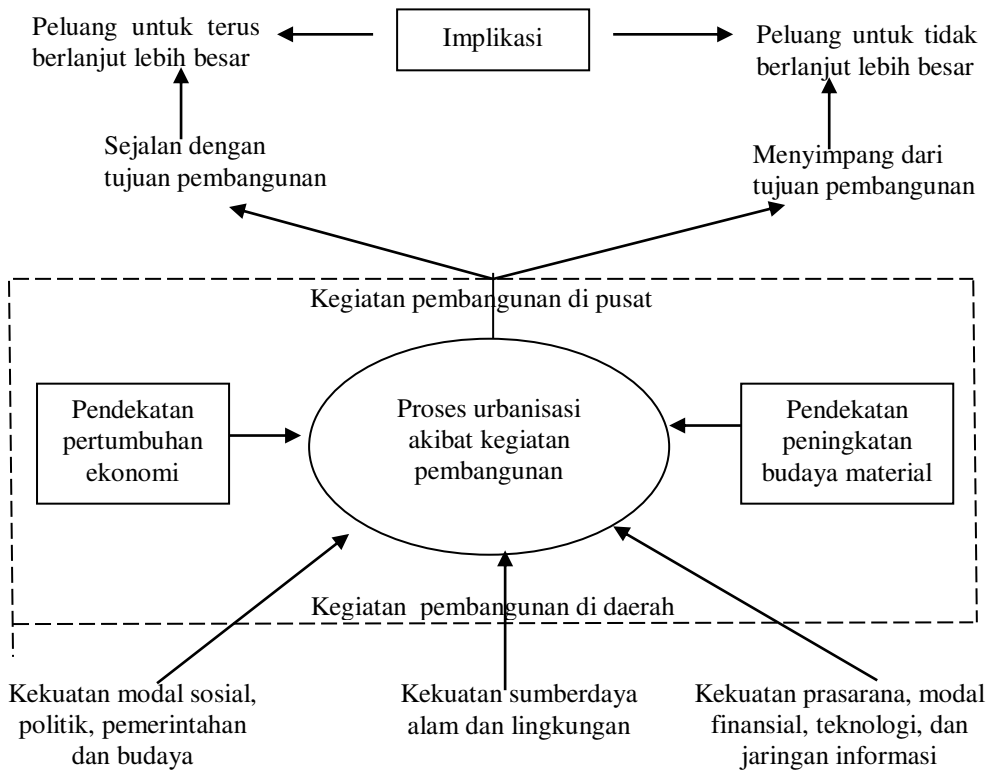 Peluang untuk terus
berlanjut lebih besar
Implikasi
Peluang untuk tidak
berlanjut lebih besar
Sejalan dengan
tujuan pembangunan
Menyimpang dari
tujuan pembangunan
Kegiatan pembangunan di pusat
Pendekatan
pertumbuhan
ekonomi
Proses urbanisasi
akibat kegiatan
pembangunan
Pendekatan
peningkatan
budaya material
Kegiatan pembangunan di daerah
Kekuatan modal sosial,
politik, pemerintahan
dan budaya
Kekuatan sumberdaya
alam dan lingkungan
Kekuatan prasarana, modal
finansial, teknologi, dan
jaringan informasi